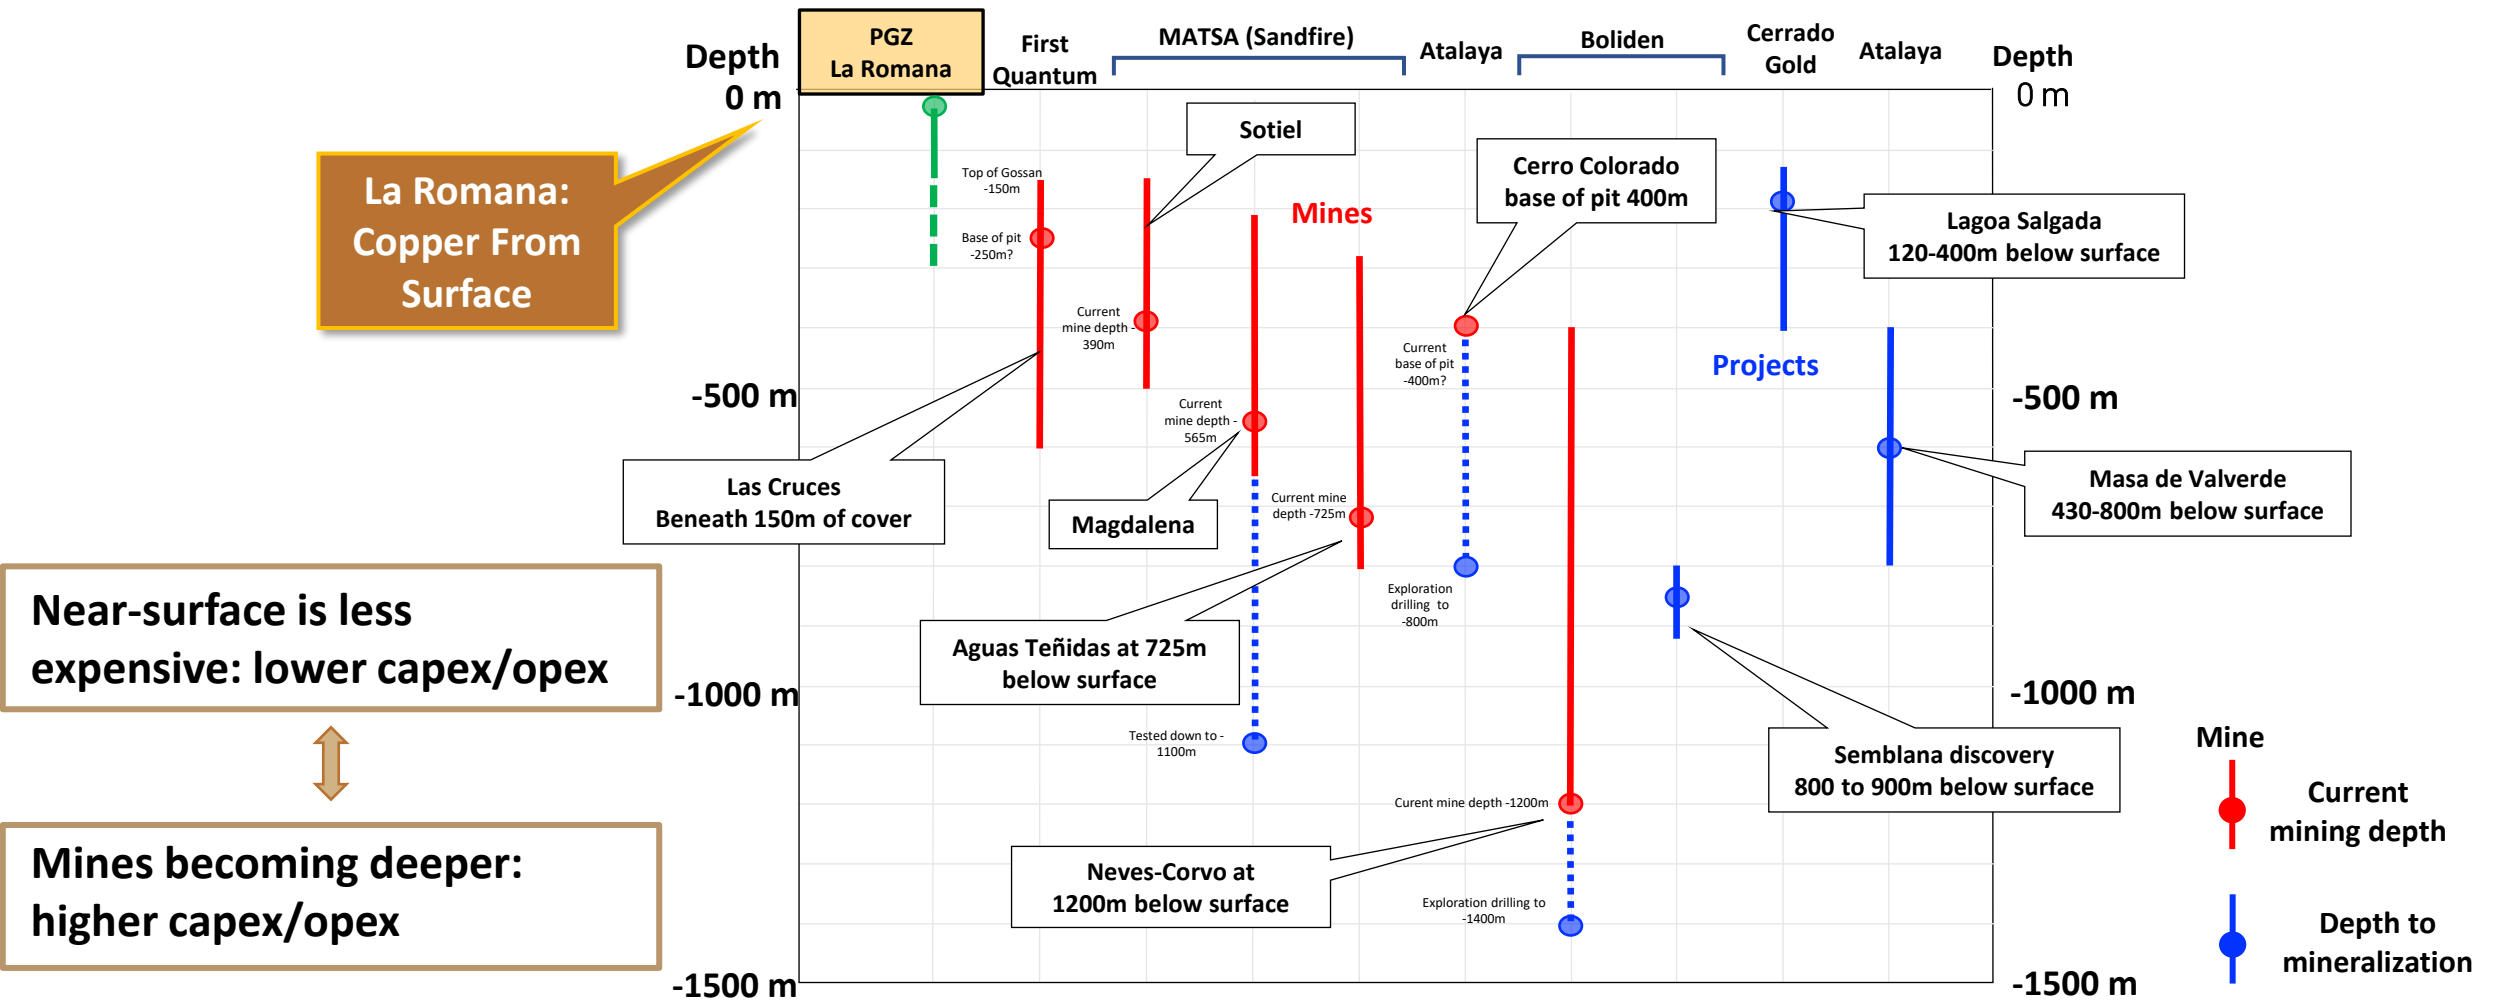 PGZ
La Romana
First
Quantum
MATSA (Sandfire)
Atalaya
Boliden
Cerrado
Gold
Atalaya
Depth
0 m
Depth
0 m
La Romana:
Copper From
Surface
Sotiel
Top of Gossan
-150m
Base of pit
-250m?
Mines
Cerro Colorado
base of pit 400m
Lagoa Salgada
120-400m below surface
Current
mine depth -
390m
Current
base of pit
-400m?
Projects
-500 m
-500 m
Current
mine depth -
565m
Las Cruces
Beneath 150m of cover
Magdalena
Current mine
depth -725m
Masa de Valverde
430-800m below surface
Near-surface is less
expensive: lower capex/opex
Exploration
drilling to
-800m
Aguas Teñidas at 725m
below surface
-1000 m
-1000 m
Tested down to -
1100m
Semblana discovery
800 to 900m below surface
Curent mine depth -1200m
Mines becoming deeper:
higher capex/opex
Neves-Corvo at
1200m below surface
Exploration drilling to
-1400m
-1500 m
-1500 m
Mine
Current
mining depth
Depth to
mineralization